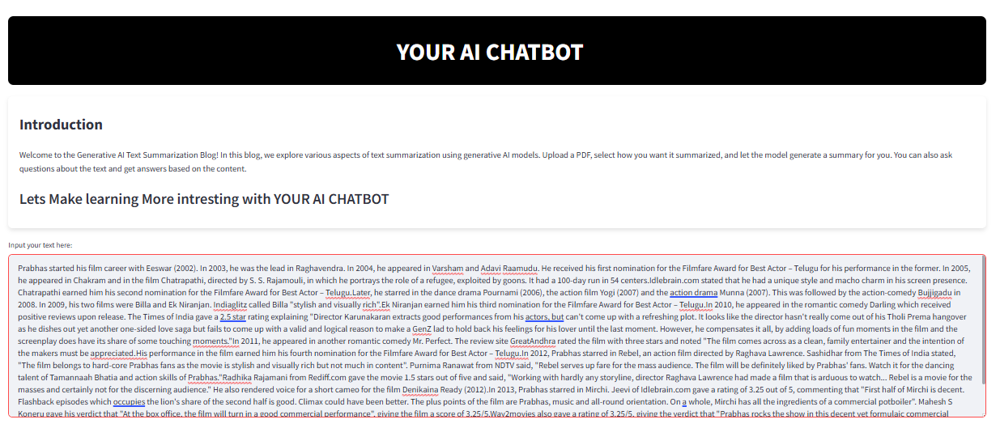 YOUR AI CHATBOT
Introduction
Welcome to the Generative AI Text Summarization Blog! In this blog, we explore various aspects of text summarization using generative AI models. Upload a PDF, select how you want it summarized, and let the model generate a summary for you. You can also ask
questions about the text and get answers based on the content.
Lets Make learning More intresting with YOUR AI CHATBOT
Input your text here:
Prabhas started his film career with Eeswar (2002). In 2003, he was the lead in Raghavendra. In 2004, he appeared in Varsham and Adavi Raamudu. He received his first nomination for the Filmfare Award for Best Actor – Telugu for his performance in the former. In 2005,
he appeared in Chakram and in the film Chatrapathi, directed by S. S. Rajamouli, in which he portrays the role of a refugee, exploited by goons. It had a 100-day run in 54 centers.Idlebrain.com stated that he had a unique style and macho charm in his screen presence.
Chatrapathi earned him his second nomination for the Filmfare Award for Best Actor – Telugu.Later, he starred in the dance drama Pournami (2006), the action film Yogi (2007) and the action drama Munna (2007). This was followed by the action-comedy Bujjigadu in
2008. In 2009, his two films were Billa and Ek Niranjan. Indiaglitz called Billa "stylish and visually rich".Ek Niranjan earned him his third nomination for the Filmfare Award for Best Actor – Telugu.In 2010, he appeared in the romantic comedy Darling which received
positive reviews upon release. The Times of India gave a 2.5 star rating explaining "Director Karunakaran extracts good performances from his actors, but can't come up with a refreshing plot. It looks like the director hasn't really come out of his Tholi Prema hangover
as he dishes out yet another one-sided love saga but fails to come up with a valid and logical reason to make a GenZ lad to hold back his feelings for his lover until the last moment. However, he compensates it all, by adding loads of fun moments in the film and the
screenplay does have its share of some touching moments."In 2011, he appeared in another romantic comedy Mr. Perfect. The review site GreatAndhra rated the film with three stars and noted "The film comes across as a clean, family entertainer and the intention of
the makers must be appreciated.His performance in the film earned him his fourth nomination for the Filmfare Award for Best Actor – Telugu.In 2012, Prabhas starred in Rebel, an action film directed by Raghava Lawrence. Sashidhar from The Times of India stated,
"The film belongs to hard-core Prabhas fans as the movie is stylish and visually rich but not much in content". Purnima Ranawat from NDTV said, "Rebel serves up fare for the mass audience. The film will be definitely liked by Prabhas' fans. Watch it for the dancing
talent of Tamannaah Bhatia and action skills of Prabhas."Radhika Rajamani from Rediff.com gave the movie 1.5 stars out of five and said, "Working with hardly any storyline, director Raghava Lawrence had made a film that is arduous to watch... Rebel is a movie for the
masses and certainly not for the discerning audience." He also rendered voice for a short cameo for the film Denikaina Ready (2012).In 2013, Prabhas starred in Mirchi. Jeevi of Idlebrain.com gave a rating of 3.25 out of 5, commenting that "First half of Mirchi is decent.
Flashback episodes which occupies the lion's share of the second half is good. Climax could have been better. The plus points of the film are Prabhas, music and all-round orientation. On a whole, Mirchi has all the ingredients of a commercial potboiler". Mahesh S
Koneru gave his verdict that "At the box office, the film will turn in a good commercial performance", giving the film a score of 3.25/5.Way2movies also gave a rating of 3.25/5, giving the verdict that "Prabhas rocks the show in this decent yet formulaic commercial